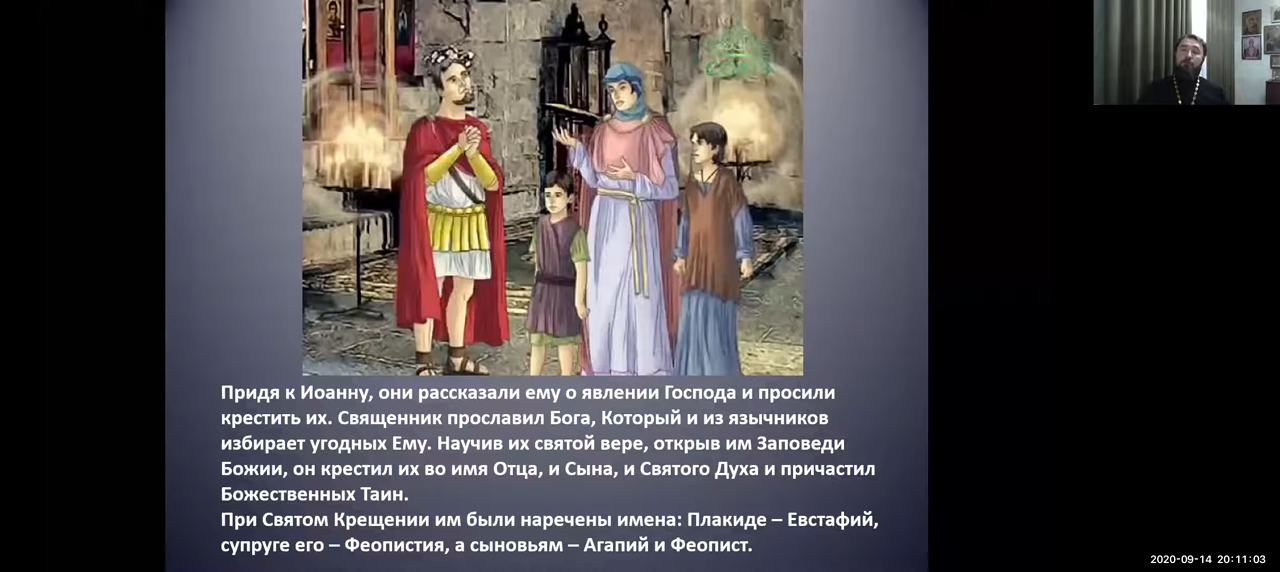 Придя к Иоанну, они рассказали ему о явлении Господа и просили
крестить их. Священник прославил Бога, Который и из язычников
избирает угодных Ему. Научив их святой вере, открыв им Заповеди
Божии, он крестил их во имя Отца, и Сына, и Святого Духа и причастил
Божественных Таин.
При Святом Крещении им были наречены имена: Плакиде – Евстафий,
супруге его – Феопистия, а сыновьям – Агапий и Феопист.
2020-09-14 20:11:03